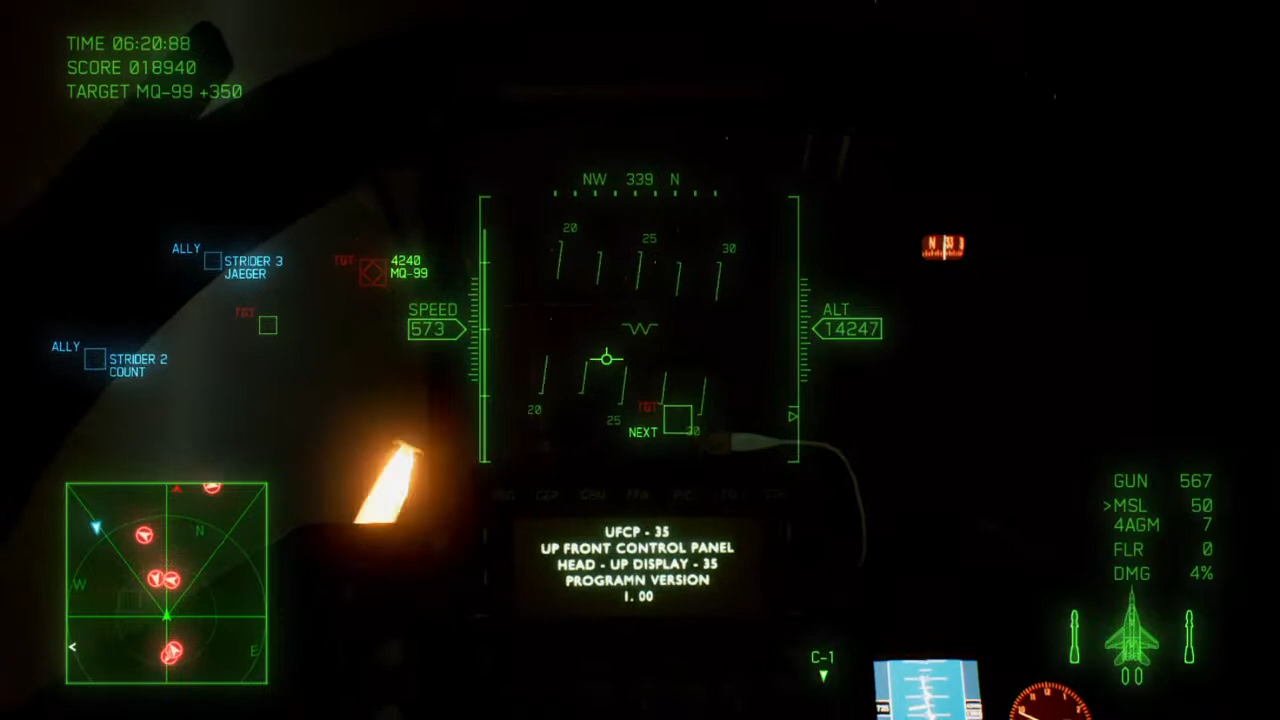 TIME 06:20:88
SCORE 018940
TARGET MQ-99 +350
NW 339 N
20
25
30
N 33
ALLY
STRIDER 3
JAEGER
TGT
4240
MQ-99
TGT
SPEED
573
ALT
14247
ALLY
STRIDER 2
COUNT
20
25
TGT
NEXT
30
UFCP - 35
UP FRONT CONTROL PANEL
HEAD - UP DISPLAY - 35
PROGRAMN VERSION
1. 00
N
W
E
GUN 567
>MSL 50
4AGM 7
FLR 0
DMG 4%
C-1